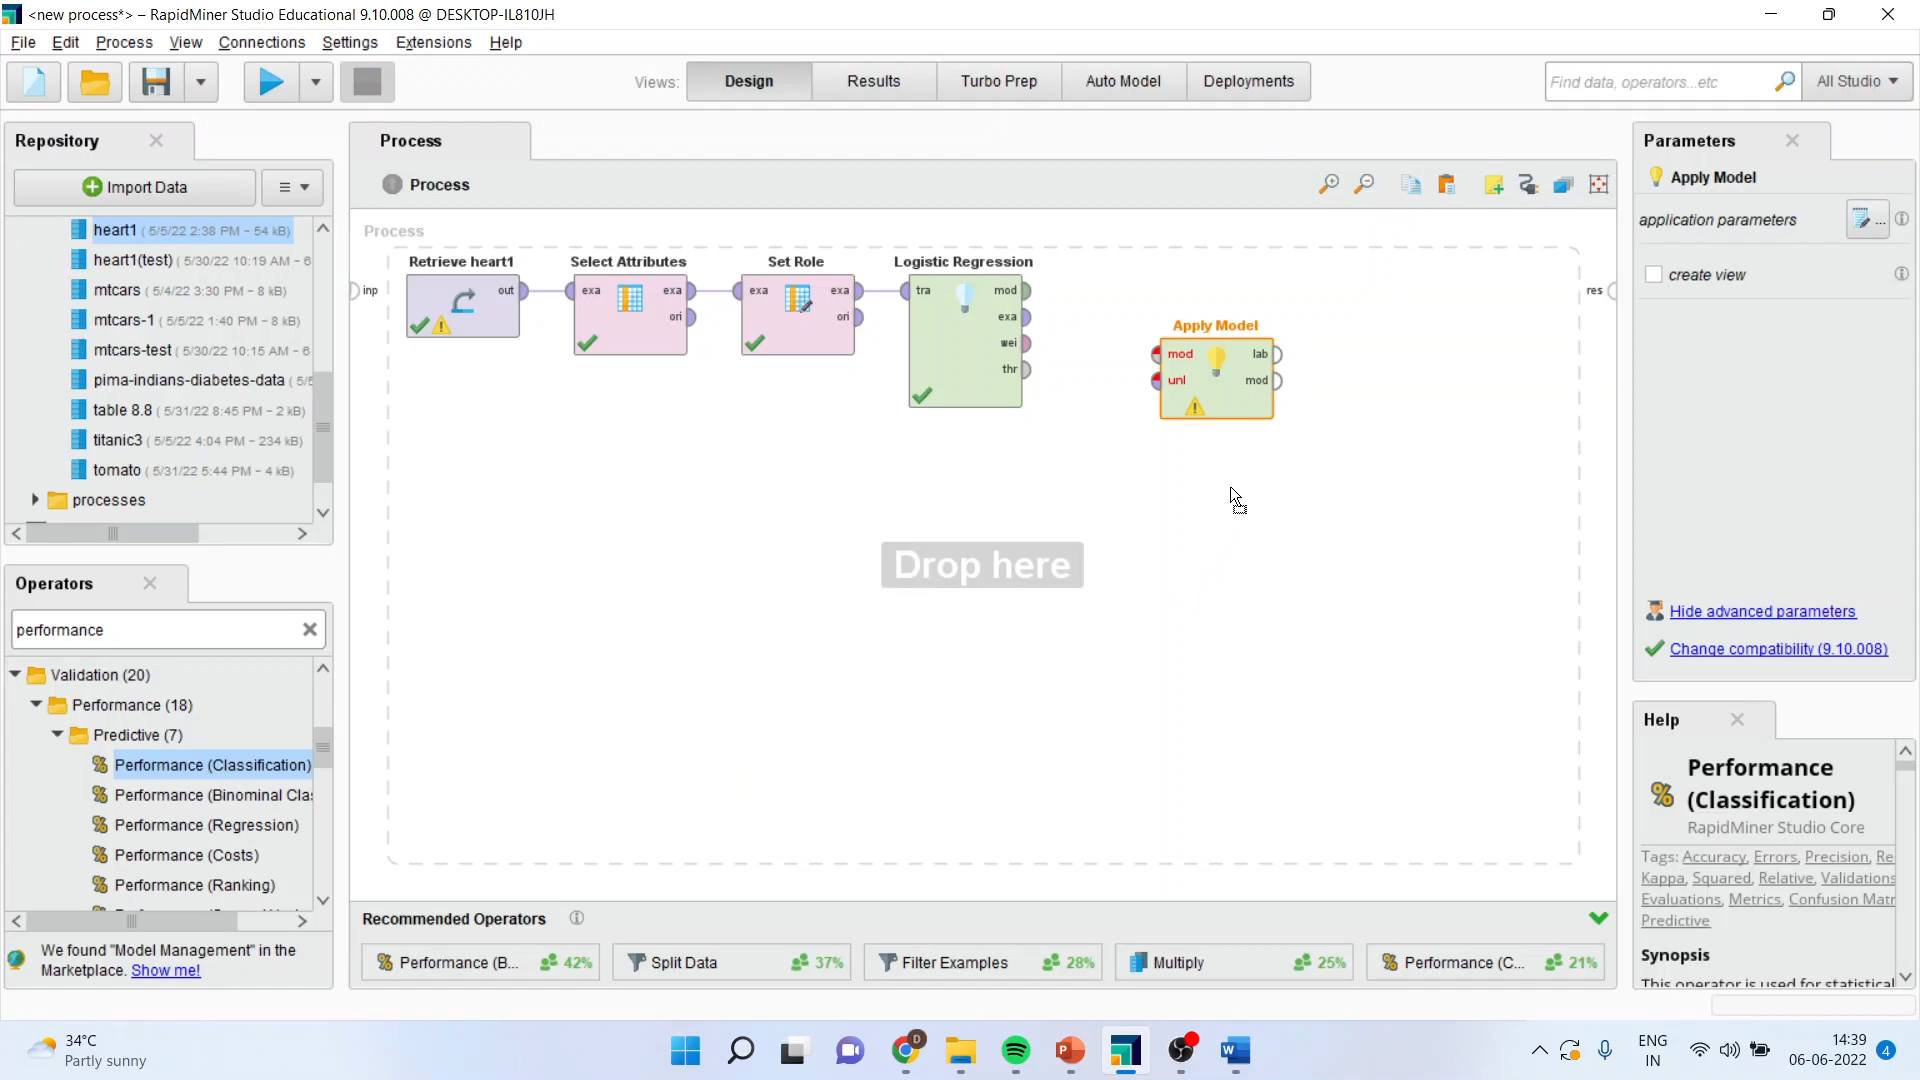 <new process*> – RapidMiner Studio Educational 9.10.008 @ DESKTOP-IL810JH
File Edit Process View Connections Settings Extensions Help
Views: Design Results Turbo Prep Auto Model Deployments
Find data, operators...etc
All Studio
Repository
Import Data
heart1 ( 5/5/22 2:38 PM – 54 kB)
heart1(test) ( 5/30/22 10:19 AM – 6
mtcars ( 5/4/22 3:30 PM – 8 kB)
mtcars-1 ( 5/5/22 1:40 PM – 8 kB)
mtcars-test ( 5/30/22 10:15 AM – 6
pima-indians-diabetes-data ( 5/5
table 8.8 ( 5/31/22 8:45 PM – 2 kB)
titanic3 ( 5/5/22 4:04 PM – 234 kB)
tomato ( 5/31/22 5:44 PM – 4 kB)
processes
Operators
performance
Validation (20)
Performance (18)
Predictive (7)
Performance (Classification)
Performance (Binominal Cla
Performance (Regression)
Performance (Costs)
Performance (Ranking)
We found "Model Management" in the
Marketplace. Show me!
Process
Process
Process
inp
Retrieve heart1
out
Select Attributes
exa exa
ori
Set Role
exa exa
ori
Logistic Regression
tra mod
exa
wei
thr
Apply Model
mod lab
unl mod
res
Drop here
Recommended Operators
Performance (B... 42%
Split Data 37%
Filter Examples 28%
Multiply 25%
Performance (C... 21%
Parameters
Apply Model
application parameters
...
create view
Hide advanced parameters
Change compatibility (9.10.008)
Help
Performance
(Classification)
RapidMiner Studio Core
Tags: Accuracy, Errors, Precision, Re
Kappa, Squared, Relative, Validations
Evaluations, Metrics, Confusion Matr
Predictive
Synopsis
This operator is used for statistical
34°C
Partly sunny
D
ENG
IN
14:39
06-06-2022
4